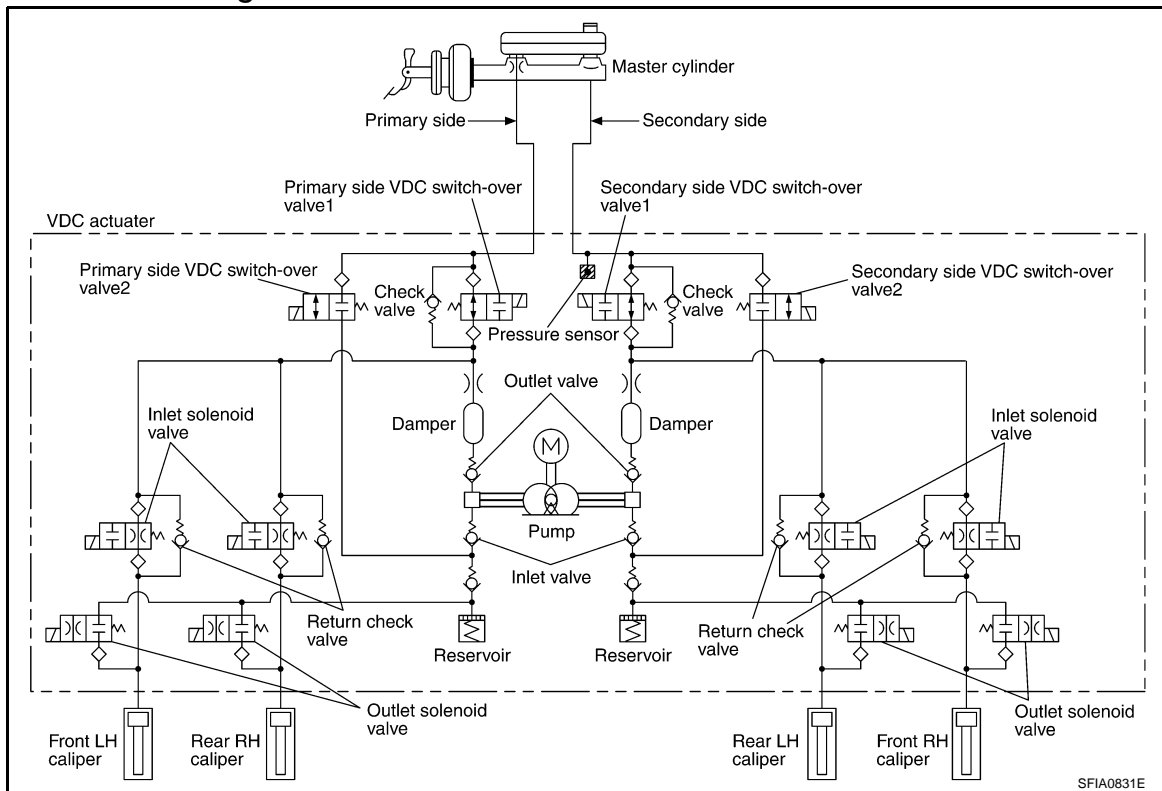 Master cylinder
Primary side
Secondary side
Primary side VDC switch-over
valve1
Secondary side VDC switch-over
valve1
VDC actuater
Primary side VDC switch-over
valve2
Check
valve
Pressure sensor
Check
valve
Secondary side VDC switch-over
valve2
Outlet valve
Inlet solenoid
valve
Damper
M
Damper
Inlet solenoid
valve
Pump
Inlet valve
Return check
valve
Reservoir
Reservoir
Return check
valve
Outlet solenoid
valve
Outlet solenoid
valve
Front LH
caliper
Rear RH
caliper
Rear LH
caliper
Front RH
caliper
SFIA0831E